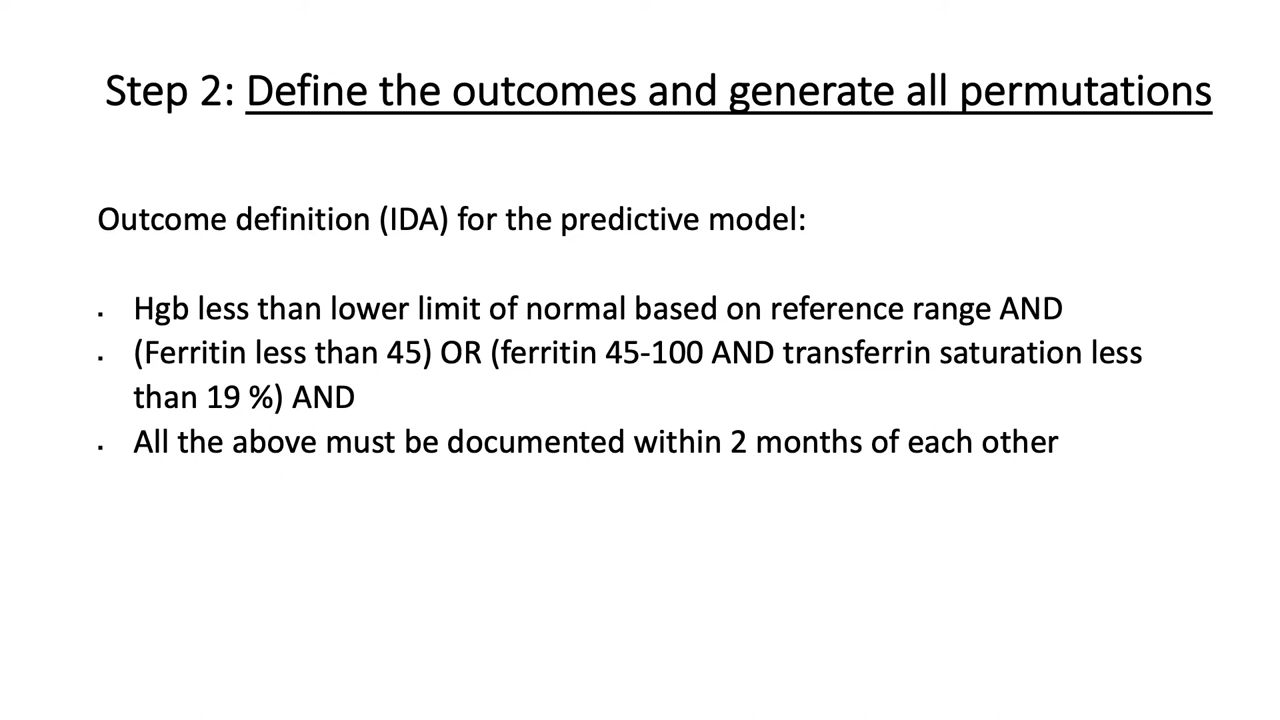 Step 2: Define the outcomes and generate all permutations
Outcome definition (IDA) for the predictive model:
▪ Hgb less than lower limit of normal based on reference range AND
▪ (Ferritin less than 45) OR (ferritin 45-100 AND transferrin saturation less
than 19 %) AND
▪ All the above must be documented within 2 months of each other